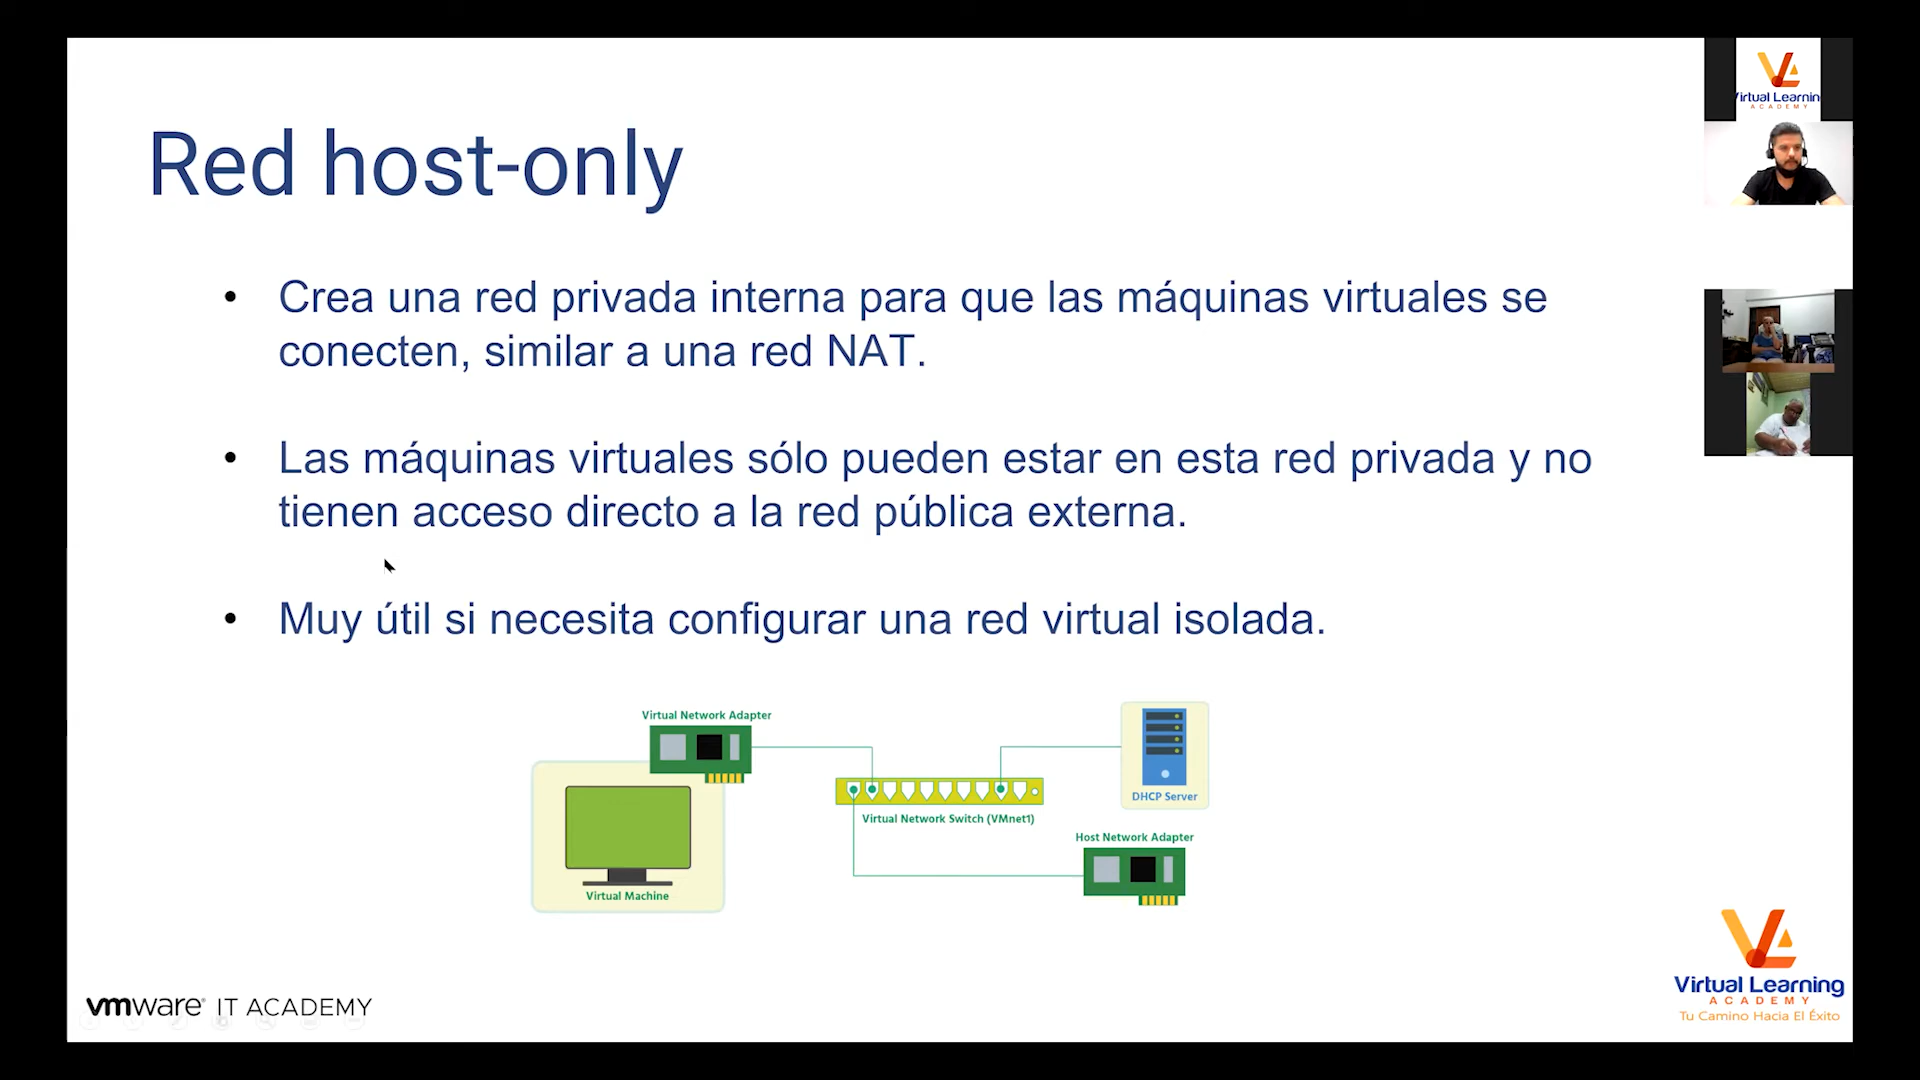 Virtual Learnin
ACADEMY
Red host-only
• Crea una red privada interna para que las máquinas virtuales se
conecten, similar a una red NAT.
• Las máquinas virtuales sólo pueden estar en esta red privada y no
tienen acceso directo a la red pública externa.
• Muy útil si necesita configurar una red virtual isolada.
Virtual Network Adapter
Virtual Machine
Virtual Network Switch (VMnet1)
DHCP Server
Host Network Adapter
vmware® IT ACADEMY
Virtual Learning
ACADEMY
Tu Camino Hacia El Éxito